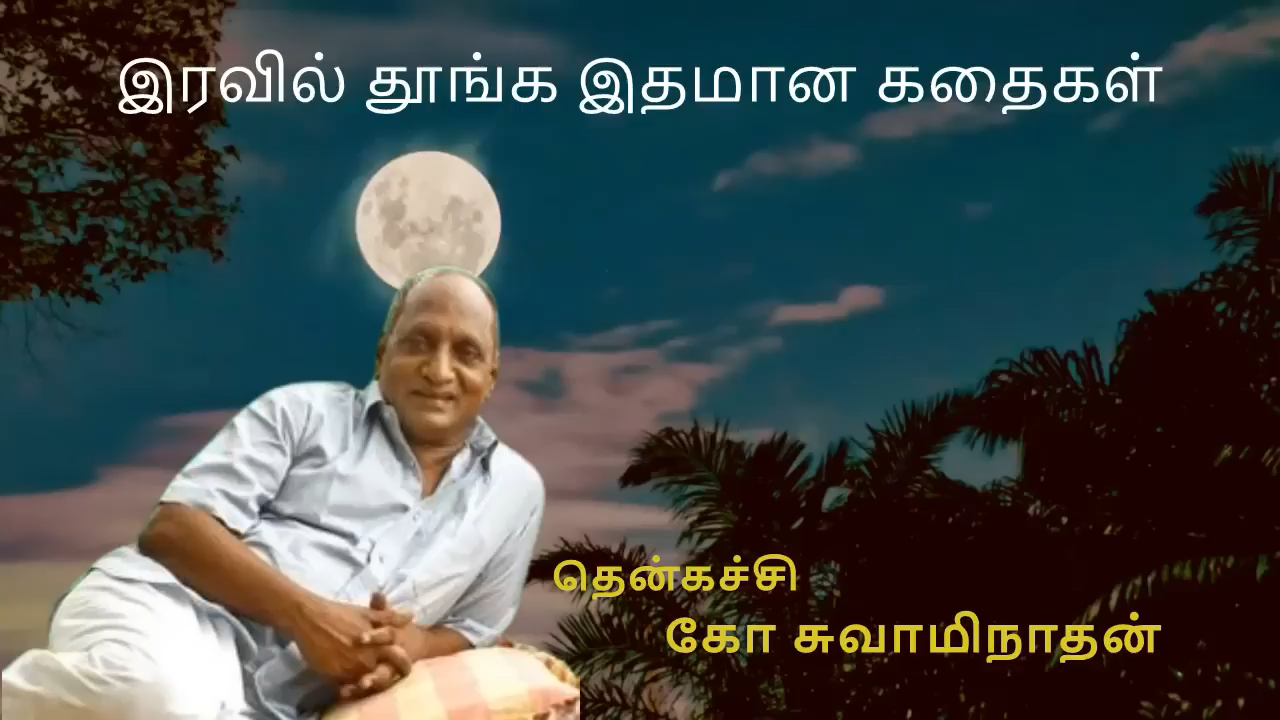 இரவில் தூங்க இதமான கதைகள்
தென்கச்சி
கோ சுவாமிநாதன்